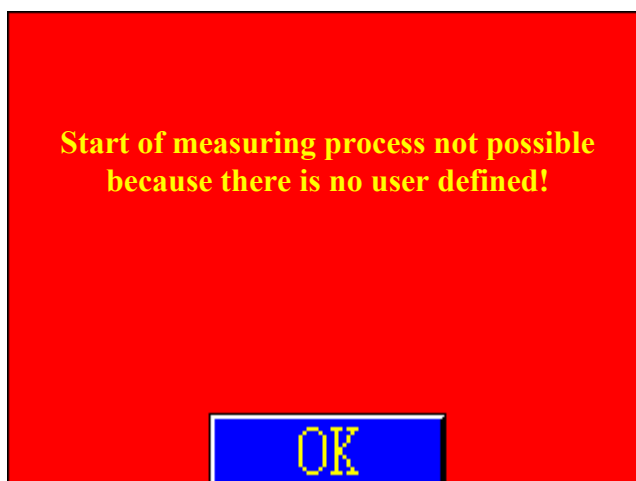 Start of measuring process not possible
because there is no user defined!
OK